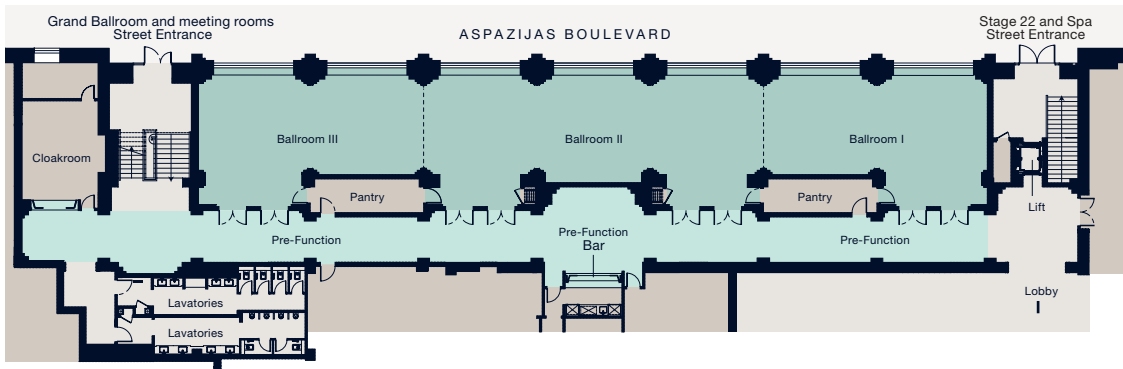 Grand Ballroom and meeting rooms
Street Entrance
ASPAZIJAS BOULEVARD
Stage 22 and Spa
Street Entrance
Ballroom III
Ballroom II
Ballroom I
Cloakroom
Pantry
Pantry
Lift
Pre-Function
Pre-Function
Bar
Pre-Function
Lobby
Lavatories
Lavatories